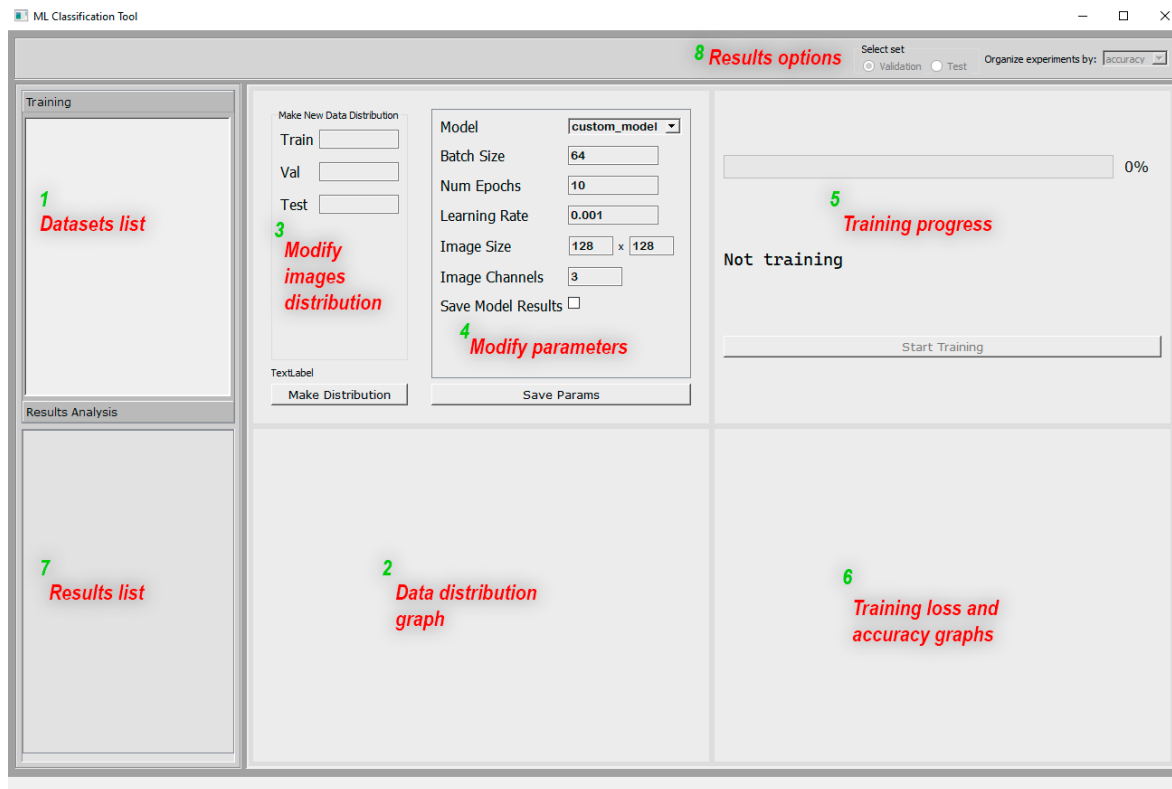 ML Classification Tool
8 Results options
Select set
Validation Test
Organize experiments by: accuracy
Training
1
Datasets list
Make New Data Distribution
Train
Val
Test
3
Modify
images
distribution
TextLabel
Make Distribution
Model custom_model
Batch Size 64
Num Epochs 10
Learning Rate 0.001
Image Size 128 x 128
Image Channels 3
Save Model Results
4
Modify parameters
Save Params
0%
5
Training progress
Not training
Start Training
Results Analysis
7
Results list
2
Data distribution
graph
6
Training loss and
accuracy graphs